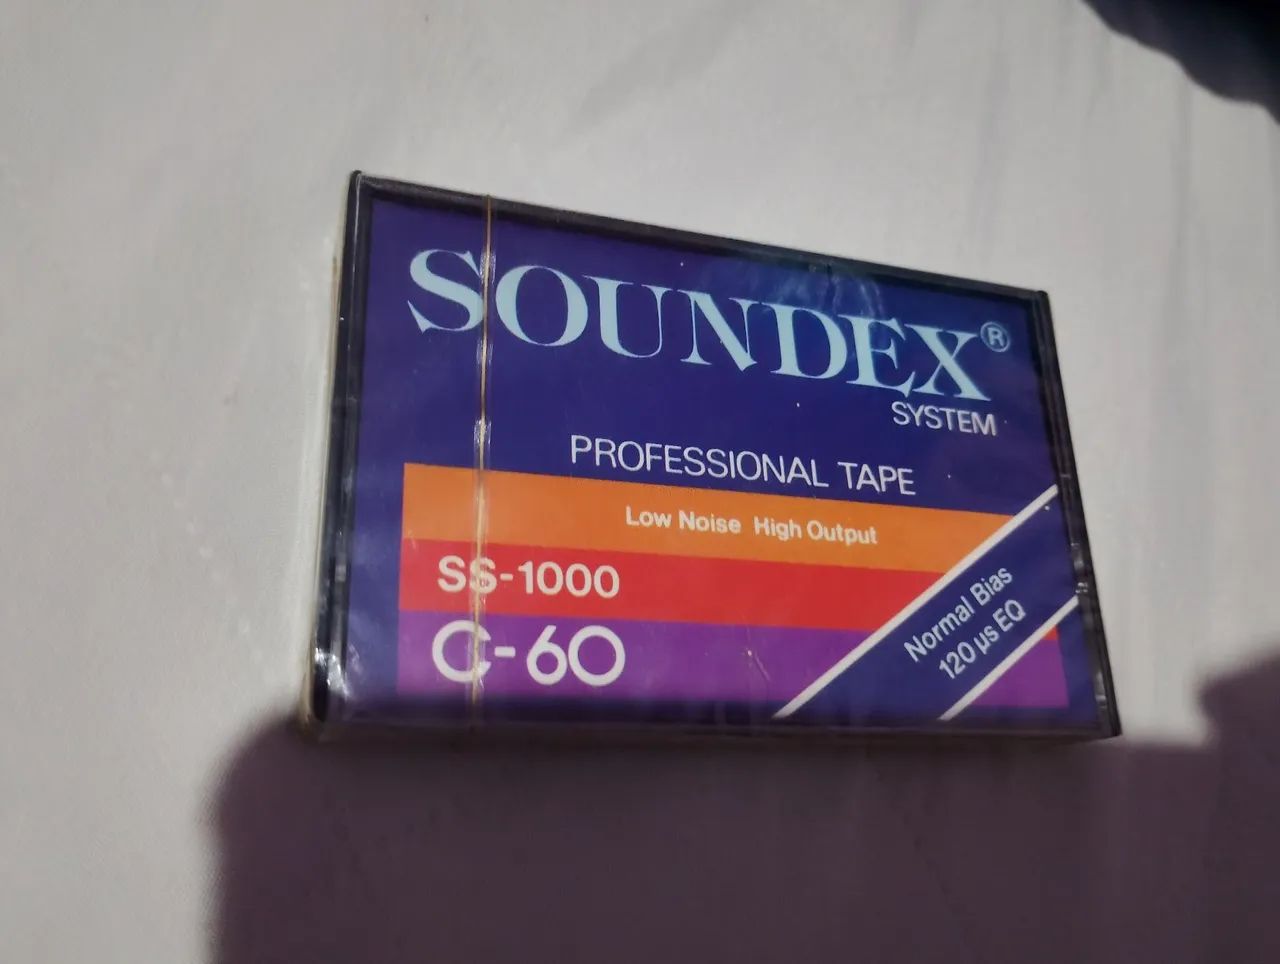 SOUNDEX®
SYSTEM
PROFESSIONAL TAPE
Low Noise High Output
SS-1000
C-60
Normal Bias
120 µs EQ